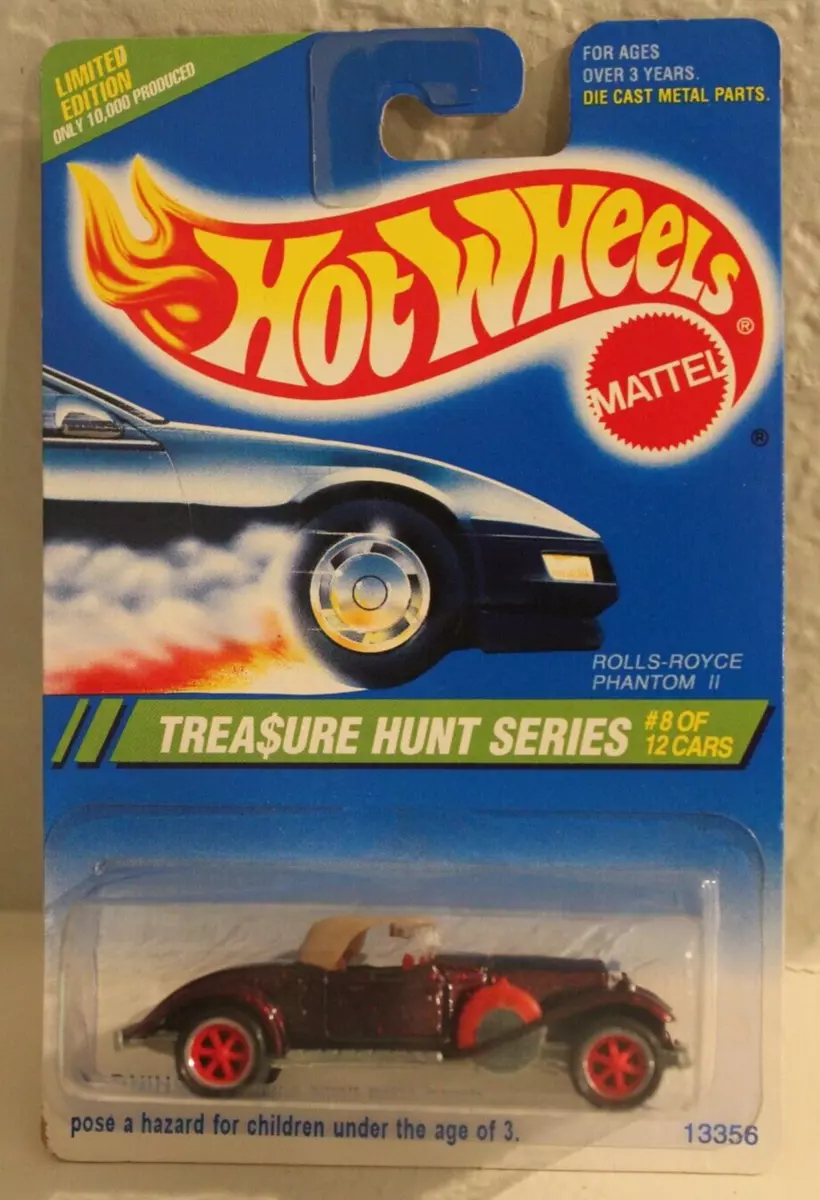 LIMITED
EDITION
ONLY 10,000 PRODUCED
FOR AGES
OVER 3 YEARS.
DIE CAST METAL PARTS.
HOT WHEELS®
MATTEL
®
ROLLS-ROYCE
PHANTOM II
TREA$URE HUNT SERIES
#8 OF
12 CARS
pose a hazard for children under the age of 3.
13356